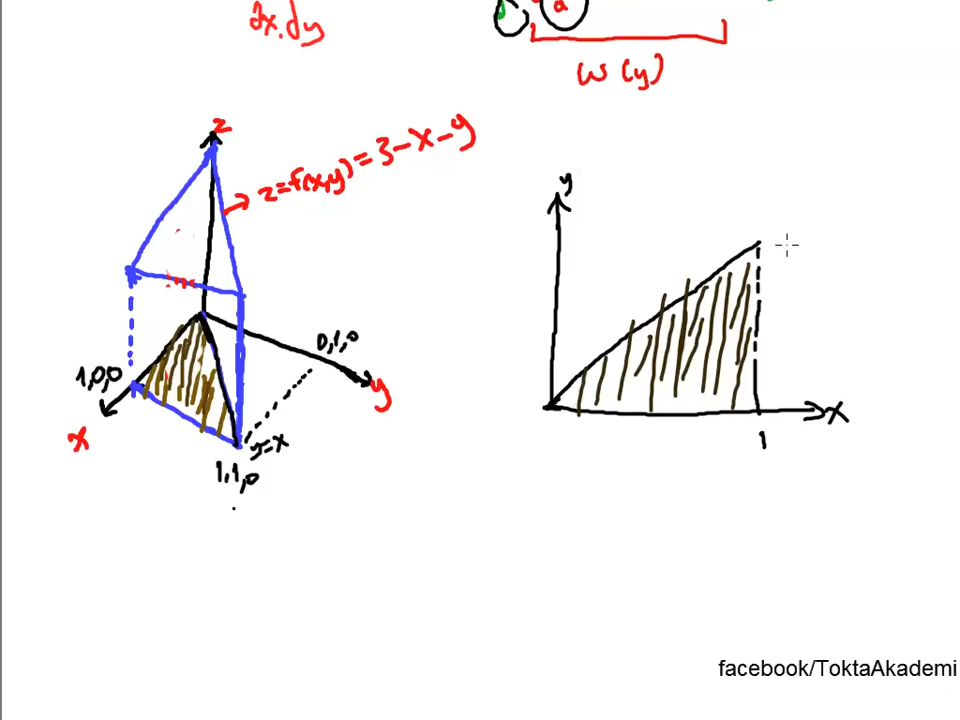 dx.dy
w(y)
z
z=f(x,y)=3-x-y
y
0,1,0
1,0,0
y
x
x
y=x
1
1,1,0
facebook/ToktaAkademi